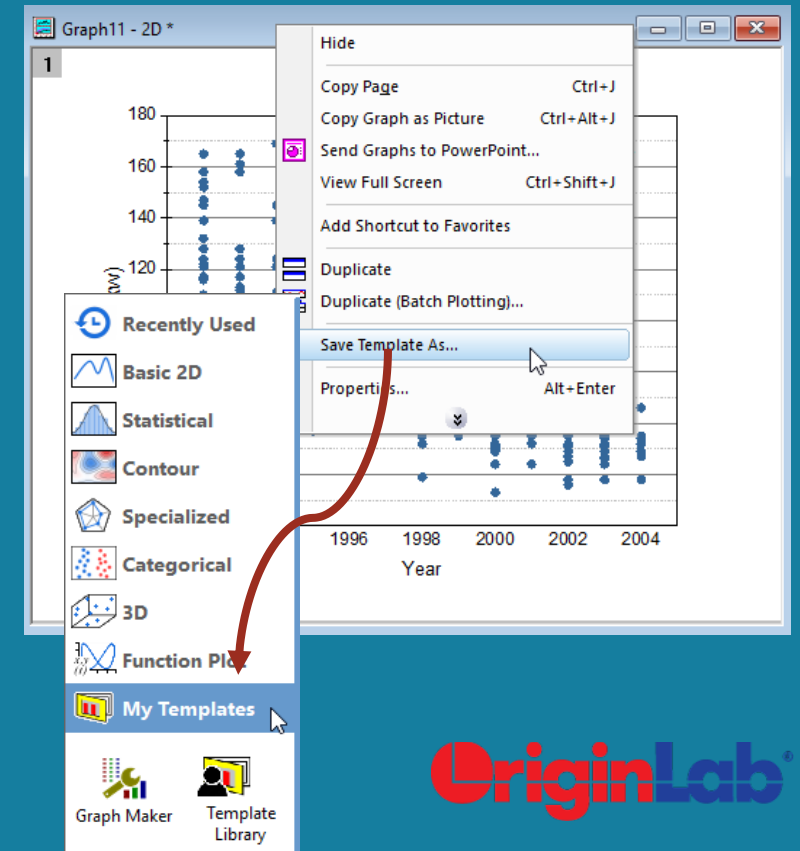 Graph11 - 2D *
1
Hide
Copy Page Ctrl+J
Copy Graph as Picture Ctrl+Alt+J
Send Graphs to PowerPoint...
View Full Screen Ctrl+Shift+J
Add Shortcut to Favorites
Duplicate
Duplicate (Batch Plotting)...
Save Template As...
Properties... Alt+Enter
180
160
140
120
1996 1998 2000 2002 2004
Year
Recently Used
Basic 2D
Statistical
Contour
Specialized
Categorical
3D
Function Plot
My Templates
Graph Maker
Template
Library
OriginLab®